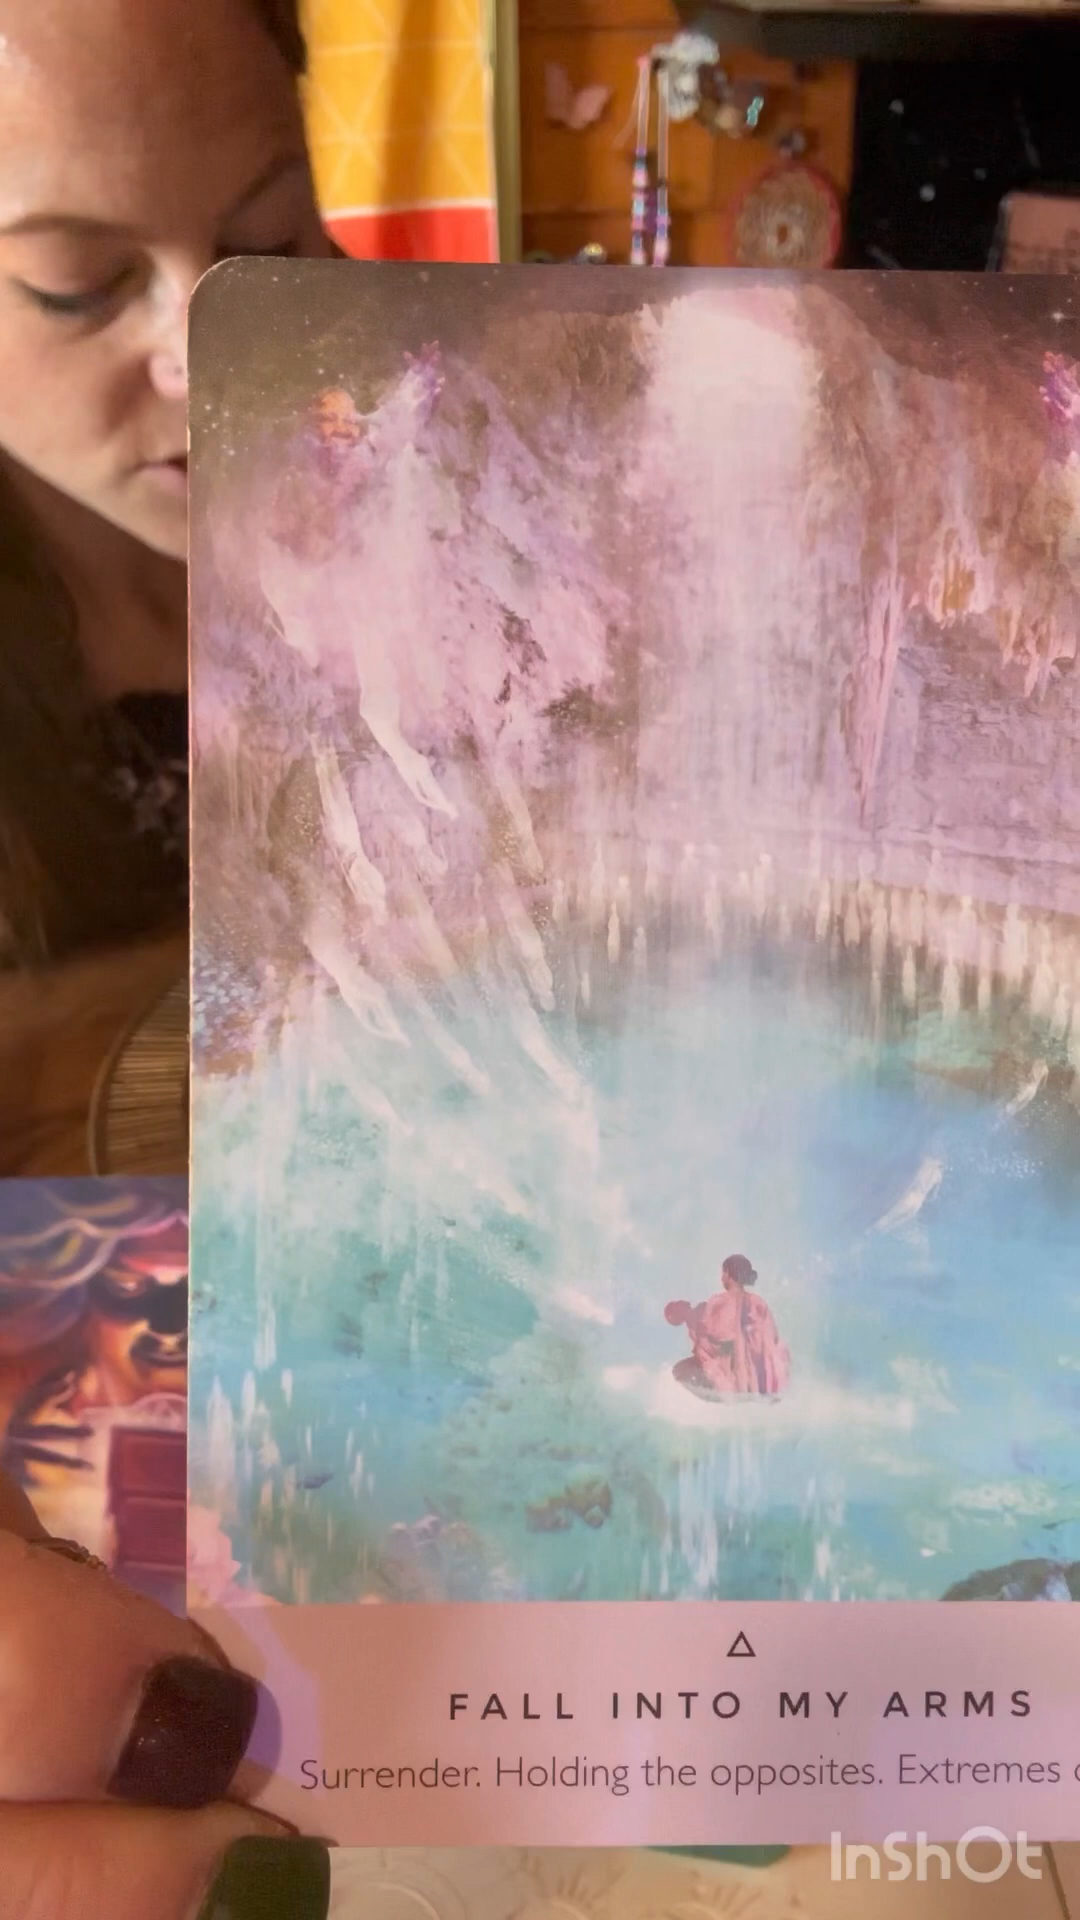 FALL INTO MY ARMS
Surrender. Holding the opposites. Extremes
InShOt